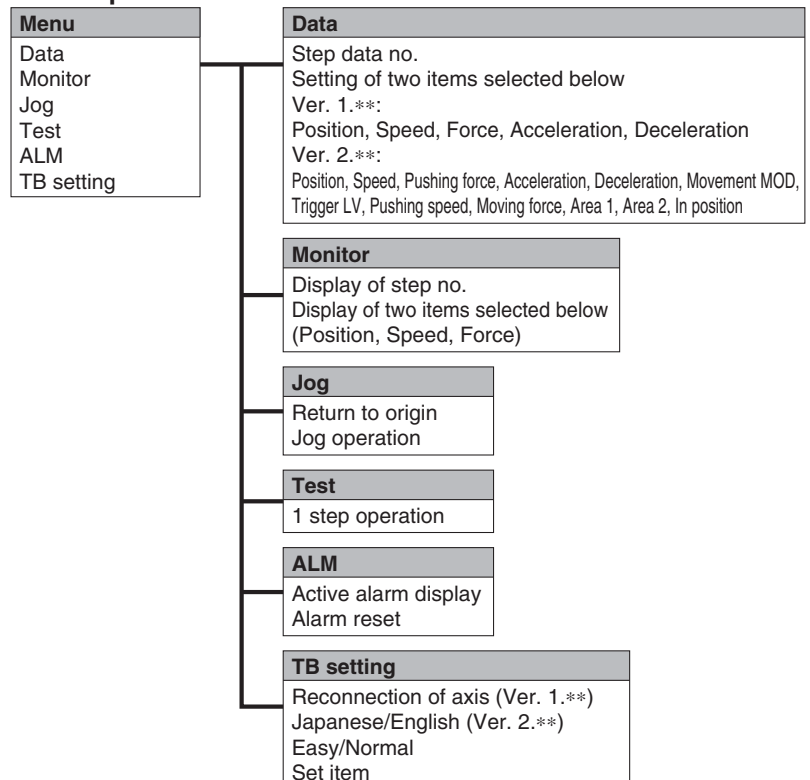 Menu
Data
Monitor
Jog
Test
ALM
TB setting
Data
Step data no.
Setting of two items selected below
Ver. 1.**:
Position, Speed, Force, Acceleration, Deceleration
Ver. 2.**:
Position, Speed, Pushing force, Acceleration, Deceleration, Movement MOD,
Trigger LV, Pushing speed, Moving force, Area 1, Area 2, In position
Monitor
Display of step no.
Display of two items selected below
(Position, Speed, Force)
Jog
Return to origin
Jog operation
Test
1 step operation
ALM
Active alarm display
Alarm reset
TB setting
Reconnection of axis (Ver. 1.**)
Japanese/English (Ver. 2.**)
Easy/Normal
Set item